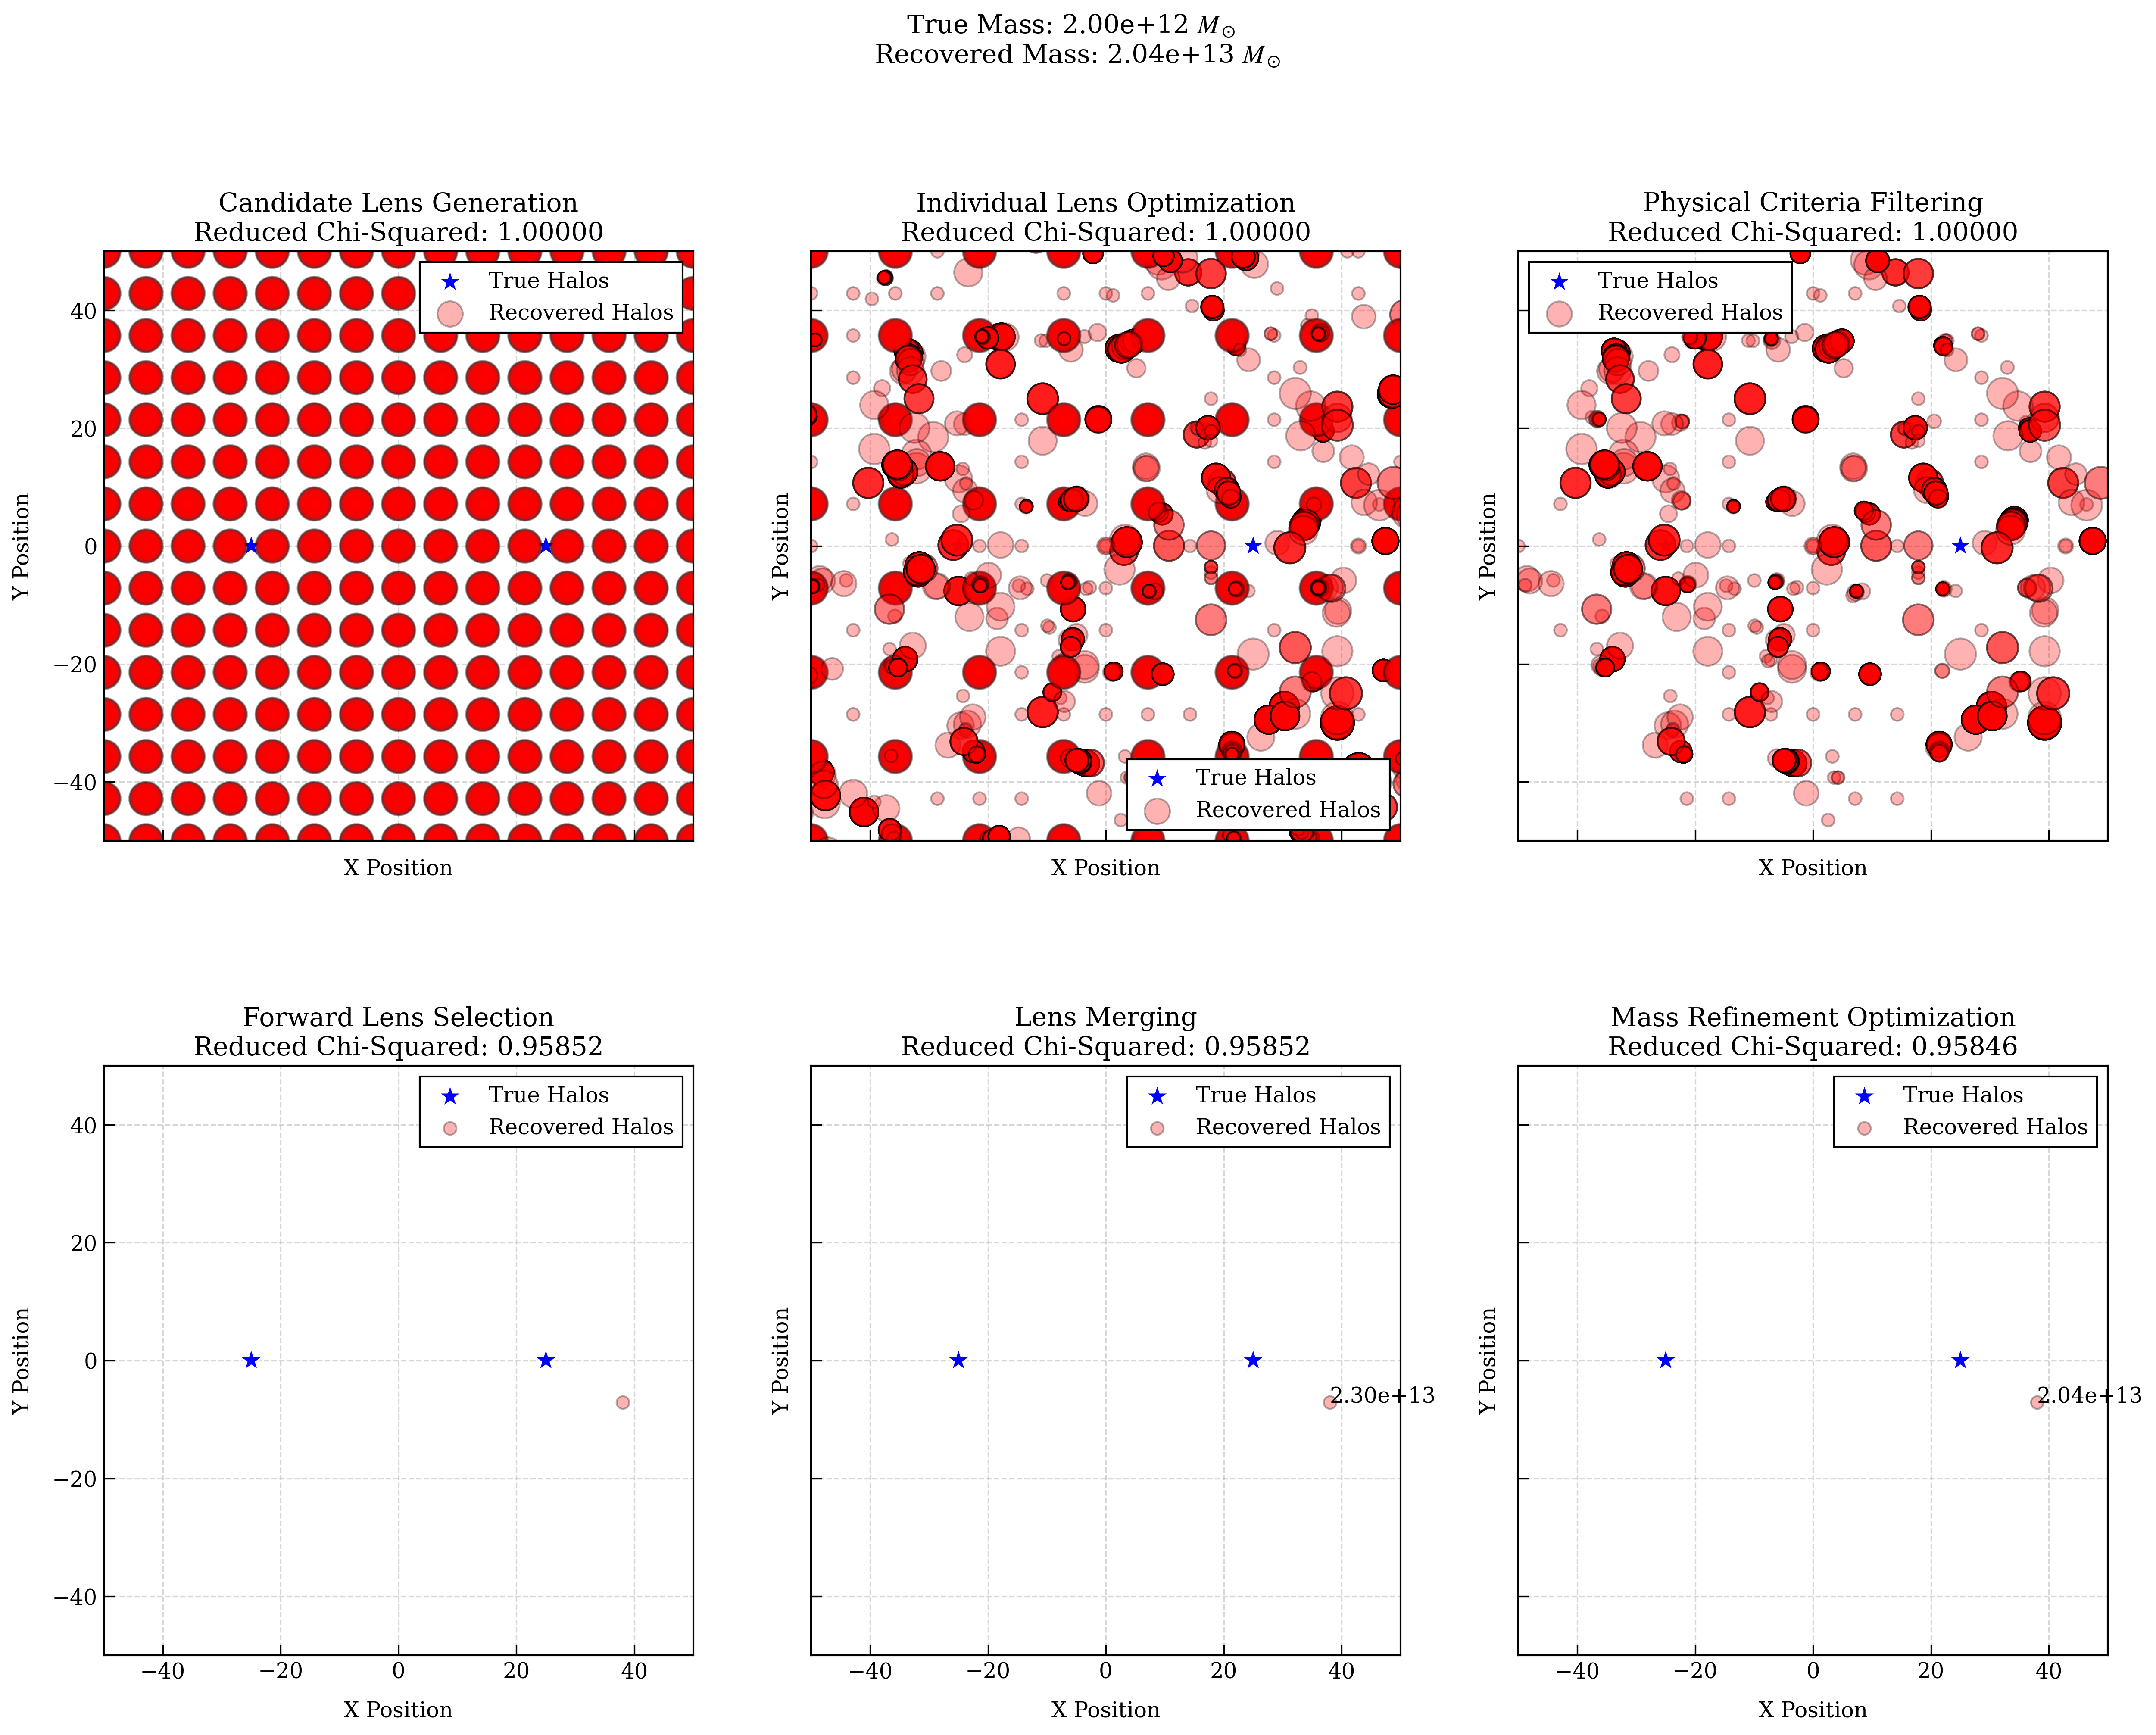 True Mass: 2.00e+12 M☉
Recovered Mass: 2.04e+13 M☉
Candidate Lens Generation
Reduced Chi-Squared: 1.00000
True Halos
Recovered Halos
40
20
0
−20
−40
Y Position
X Position
Individual Lens Optimization
Reduced Chi-Squared: 1.00000
True Halos
Recovered Halos
Y Position
X Position
Physical Criteria Filtering
Reduced Chi-Squared: 1.00000
True Halos
Recovered Halos
Y Position
X Position
Forward Lens Selection
Reduced Chi-Squared: 0.95852
True Halos
Recovered Halos
40
20
0
−20
−40
Y Position
−40 −20 0 20 40
X Position
Lens Merging
Reduced Chi-Squared: 0.95852
True Halos
Recovered Halos
2.30e+13
Y Position
−40 −20 0 20 40
X Position
Mass Refinement Optimization
Reduced Chi-Squared: 0.95846
True Halos
Recovered Halos
2.04e+13
Y Position
−40 −20 0 20 40
X Position